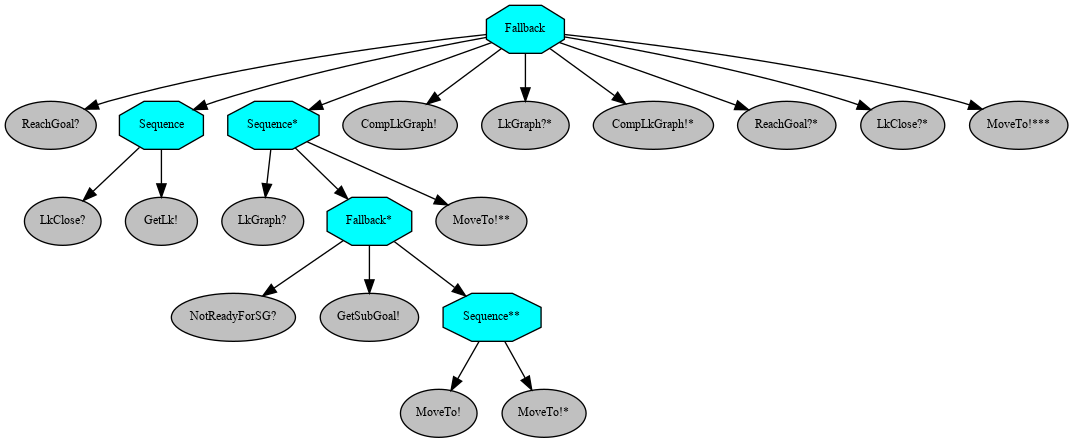 Fallback
ReachGoal?
Sequence
Sequence*
CompLkGraph!
LkGraph?*
CompLkGraph!*
ReachGoal?*
LkClose?*
MoveTo!***
LkClose?
GetLk!
LkGraph?
Fallback*
MoveTo!**
NotReadyForSG?
GetSubGoal!
Sequence**
MoveTo!
MoveTo!*